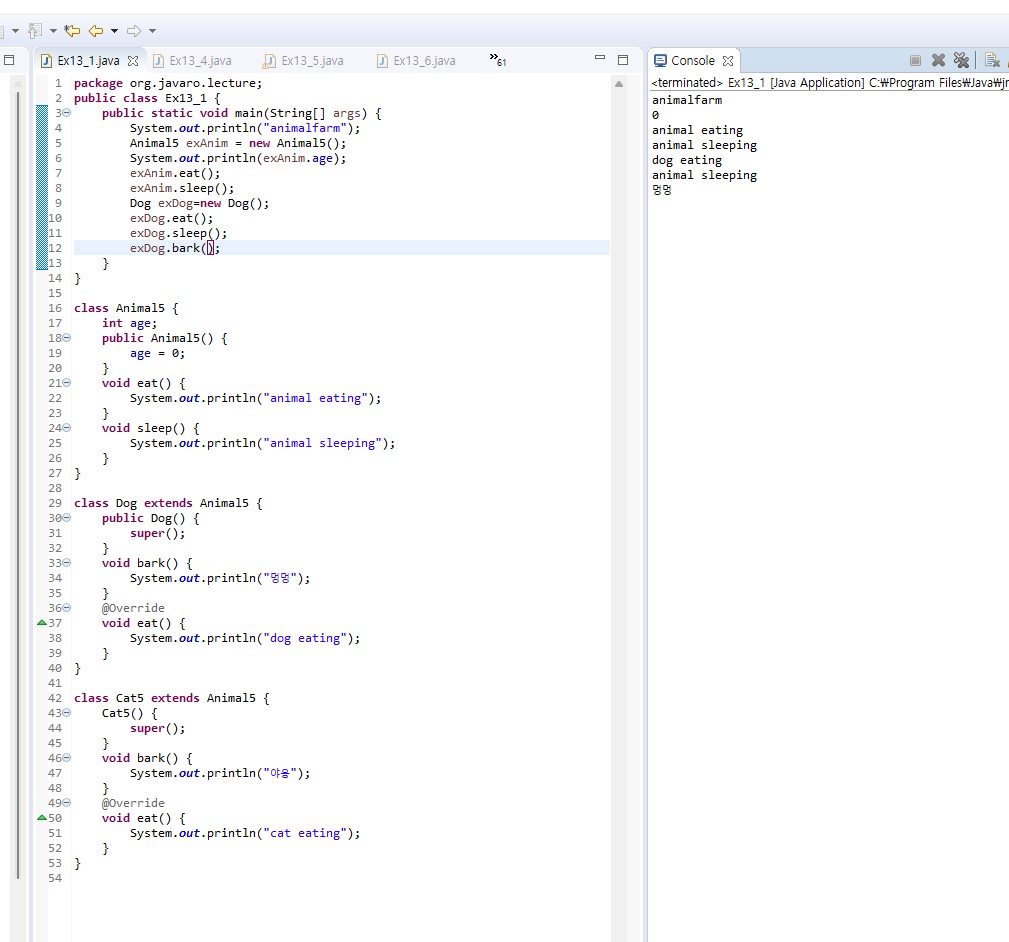 Ex13_1.java Ex13_4.java Ex13_5.java Ex13_6.java »61
Console
<terminated> Ex13_1 [Java Application] C:₩Program Files₩Java₩jr
1 package org.javaro.lecture;
2 public class Ex13_1 {
3 public static void main(String[] args) {
4 System.out.println("animalfarm");
5 Animal5 exAnim = new Animal5();
6 System.out.println(exAnim.age);
7 exAnim.eat();
8 exAnim.sleep();
9 Dog exDog=new Dog();
10 exDog.eat();
11 exDog.sleep();
12 exDog.bark();
13 }
14 }
15
16 class Animal5 {
17 int age;
18 public Animal5() {
19 age = 0;
20 }
21 void eat() {
22 System.out.println("animal eating");
23 }
24 void sleep() {
25 System.out.println("animal sleeping");
26 }
27 }
28
29 class Dog extends Animal5 {
30 public Dog() {
31 super();
32 }
33 void bark() {
34 System.out.println("멍멍");
35 }
36 @Override
37 void eat() {
38 System.out.println("dog eating");
39 }
40 }
41
42 class Cat5 extends Animal5 {
43 Cat5() {
44 super();
45 }
46 void bark() {
47 System.out.println("야옹");
48 }
49 @Override
50 void eat() {
51 System.out.println("cat eating");
52 }
53 }
54
animalfarm
0
animal eating
animal sleeping
dog eating
animal sleeping
멍멍